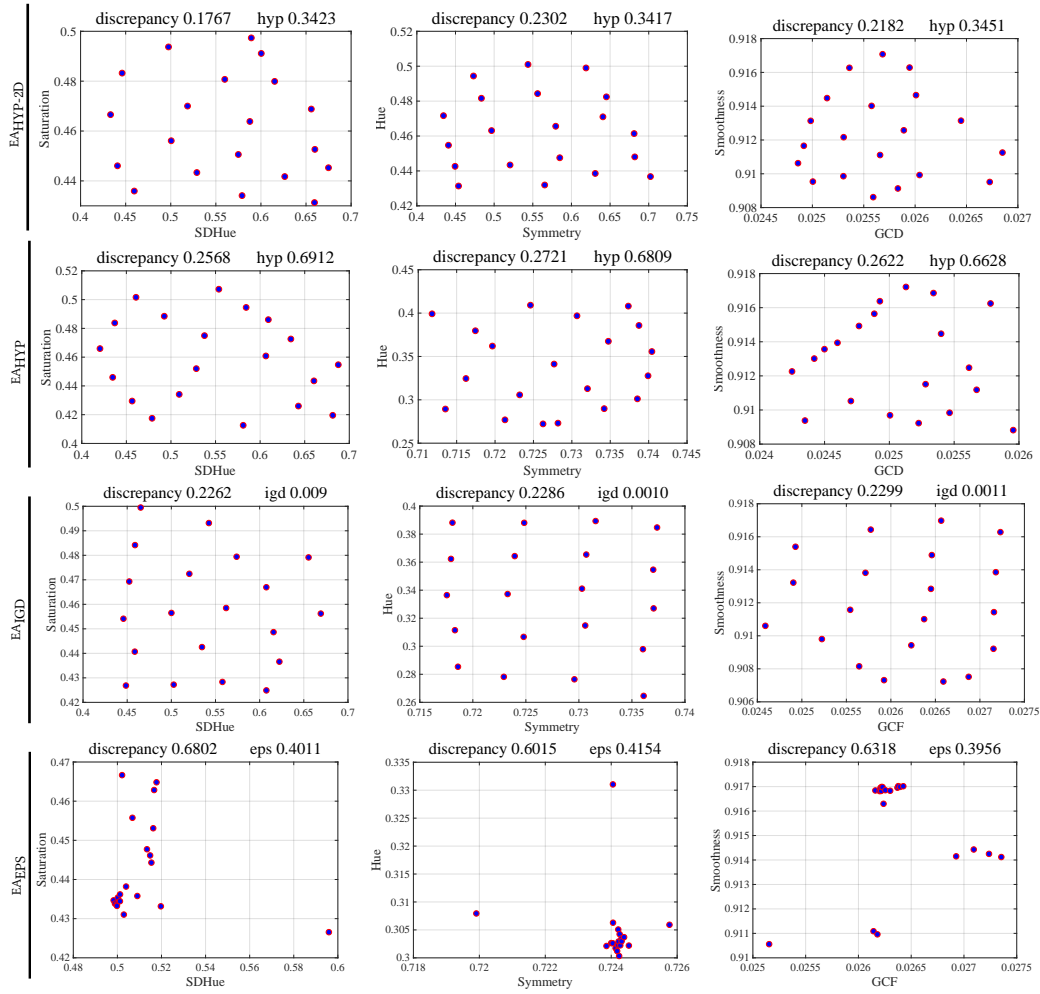 discrepancy 0.1767 hyp 0.3423
0.5
0.48
0.46
0.44
0.4 0.45 0.5 0.55 0.6 0.65 0.7
SDHue
Saturation
EAHYP-2D
discrepancy 0.2302 hyp 0.3417
0.52
0.5
0.48
0.46
0.44
0.42
0.4 0.45 0.5 0.55 0.6 0.65 0.7 0.75
Symmetry
Hue
discrepancy 0.2182 hyp 0.3451
0.918
0.916
0.914
0.912
0.91
0.908
0.0245 0.025 0.0255 0.026 0.0265 0.027
GCD
Smoothness
discrepancy 0.2568 hyp 0.6912
0.52
0.5
0.48
0.46
0.44
0.42
0.4
0.4 0.45 0.5 0.55 0.6 0.65 0.7
SDHue
Saturation
EAHYP
discrepancy 0.2721 hyp 0.6809
0.45
0.4
0.35
0.3
0.25
0.71 0.715 0.72 0.725 0.73 0.735 0.74 0.745
Symmetry
Hue
discrepancy 0.2622 hyp 0.6628
0.918
0.916
0.914
0.912
0.91
0.908
0.024 0.0245 0.025 0.0255 0.026
GCD
Smoothness
discrepancy 0.2262 igd 0.009
0.5
0.49
0.48
0.47
0.46
0.45
0.44
0.43
0.42
0.4 0.45 0.5 0.55 0.6 0.65 0.7
SDHue
Saturation
EAIGD
discrepancy 0.2286 igd 0.0010
0.4
0.38
0.36
0.34
0.32
0.3
0.28
0.26
0.715 0.72 0.725 0.73 0.735 0.74
Symmetry
Hue
discrepancy 0.2299 igd 0.0011
0.918
0.916
0.914
0.912
0.91
0.908
0.906
0.0245 0.025 0.0255 0.026 0.0265 0.027 0.0275
GCF
Smoothness
discrepancy 0.6802 eps 0.4011
0.47
0.46
0.45
0.44
0.43
0.42
0.48 0.5 0.52 0.54 0.56 0.58 0.6
SDHue
Saturation
EAEPS
discrepancy 0.6015 eps 0.4154
0.335
0.33
0.325
0.32
0.315
0.31
0.305
0.3
0.718 0.72 0.722 0.724 0.726
Symmetry
Hue
discrepancy 0.6318 eps 0.3956
0.918
0.917
0.916
0.915
0.914
0.913
0.912
0.911
0.91
0.025 0.0255 0.026 0.0265 0.027 0.0275
GCF
Smoothness